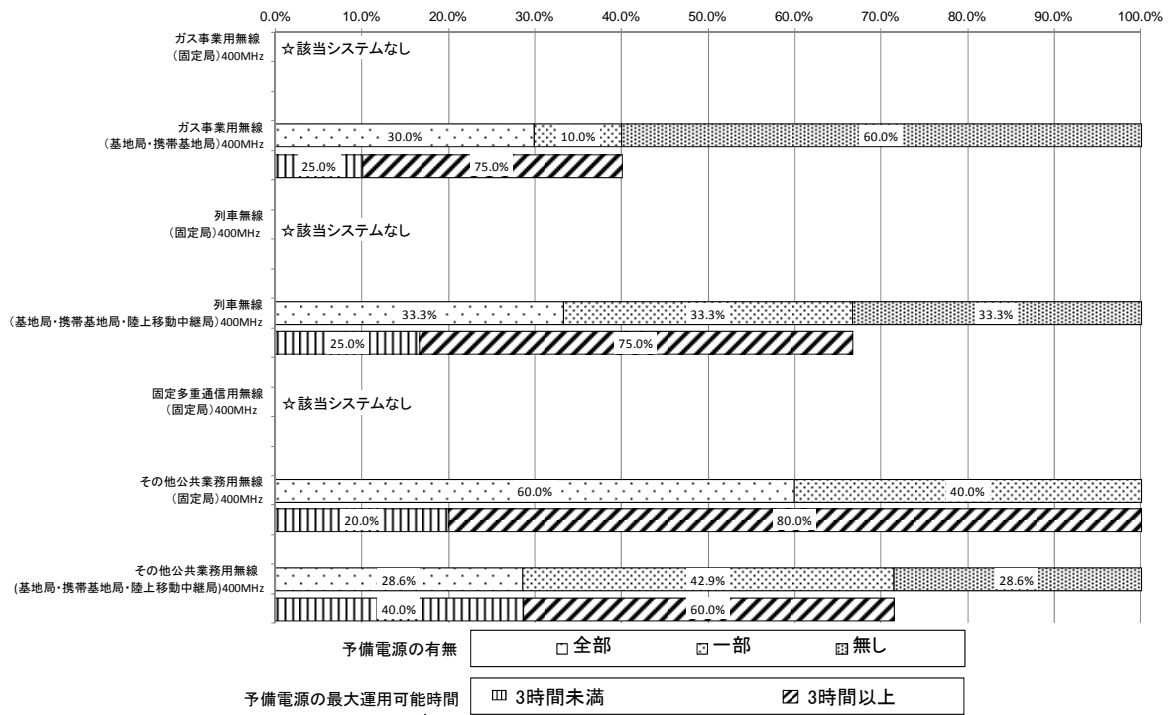 0.0% 10.0% 20.0% 30.0% 40.0% 50.0% 60.0% 70.0% 80.0% 90.0% 100.0%
ガス事業用無線
(固定局)400MHz
☆該当システムなし
ガス事業用無線
(基地局・携帯基地局)400MHz
30.0% 10.0% 60.0%
25.0% 75.0%
列車無線
(固定局)400MHz
☆該当システムなし
列車無線
(基地局・携帯基地局・陸上移動中継局)400MHz
33.3% 33.3% 33.3%
25.0% 75.0%
固定多重通信用無線
(固定局)400MHz
☆該当システムなし
その他公共業務用無線
(固定局)400MHz
60.0% 40.0%
20.0% 80.0%
その他公共業務用無線
(基地局・携帯基地局・陸上移動中継局)400MHz
28.6% 42.9% 28.6%
40.0% 60.0%
予備電源の有無 全部 一部 無し
予備電源の最大運用可能時間 3時間未満 3時間以上